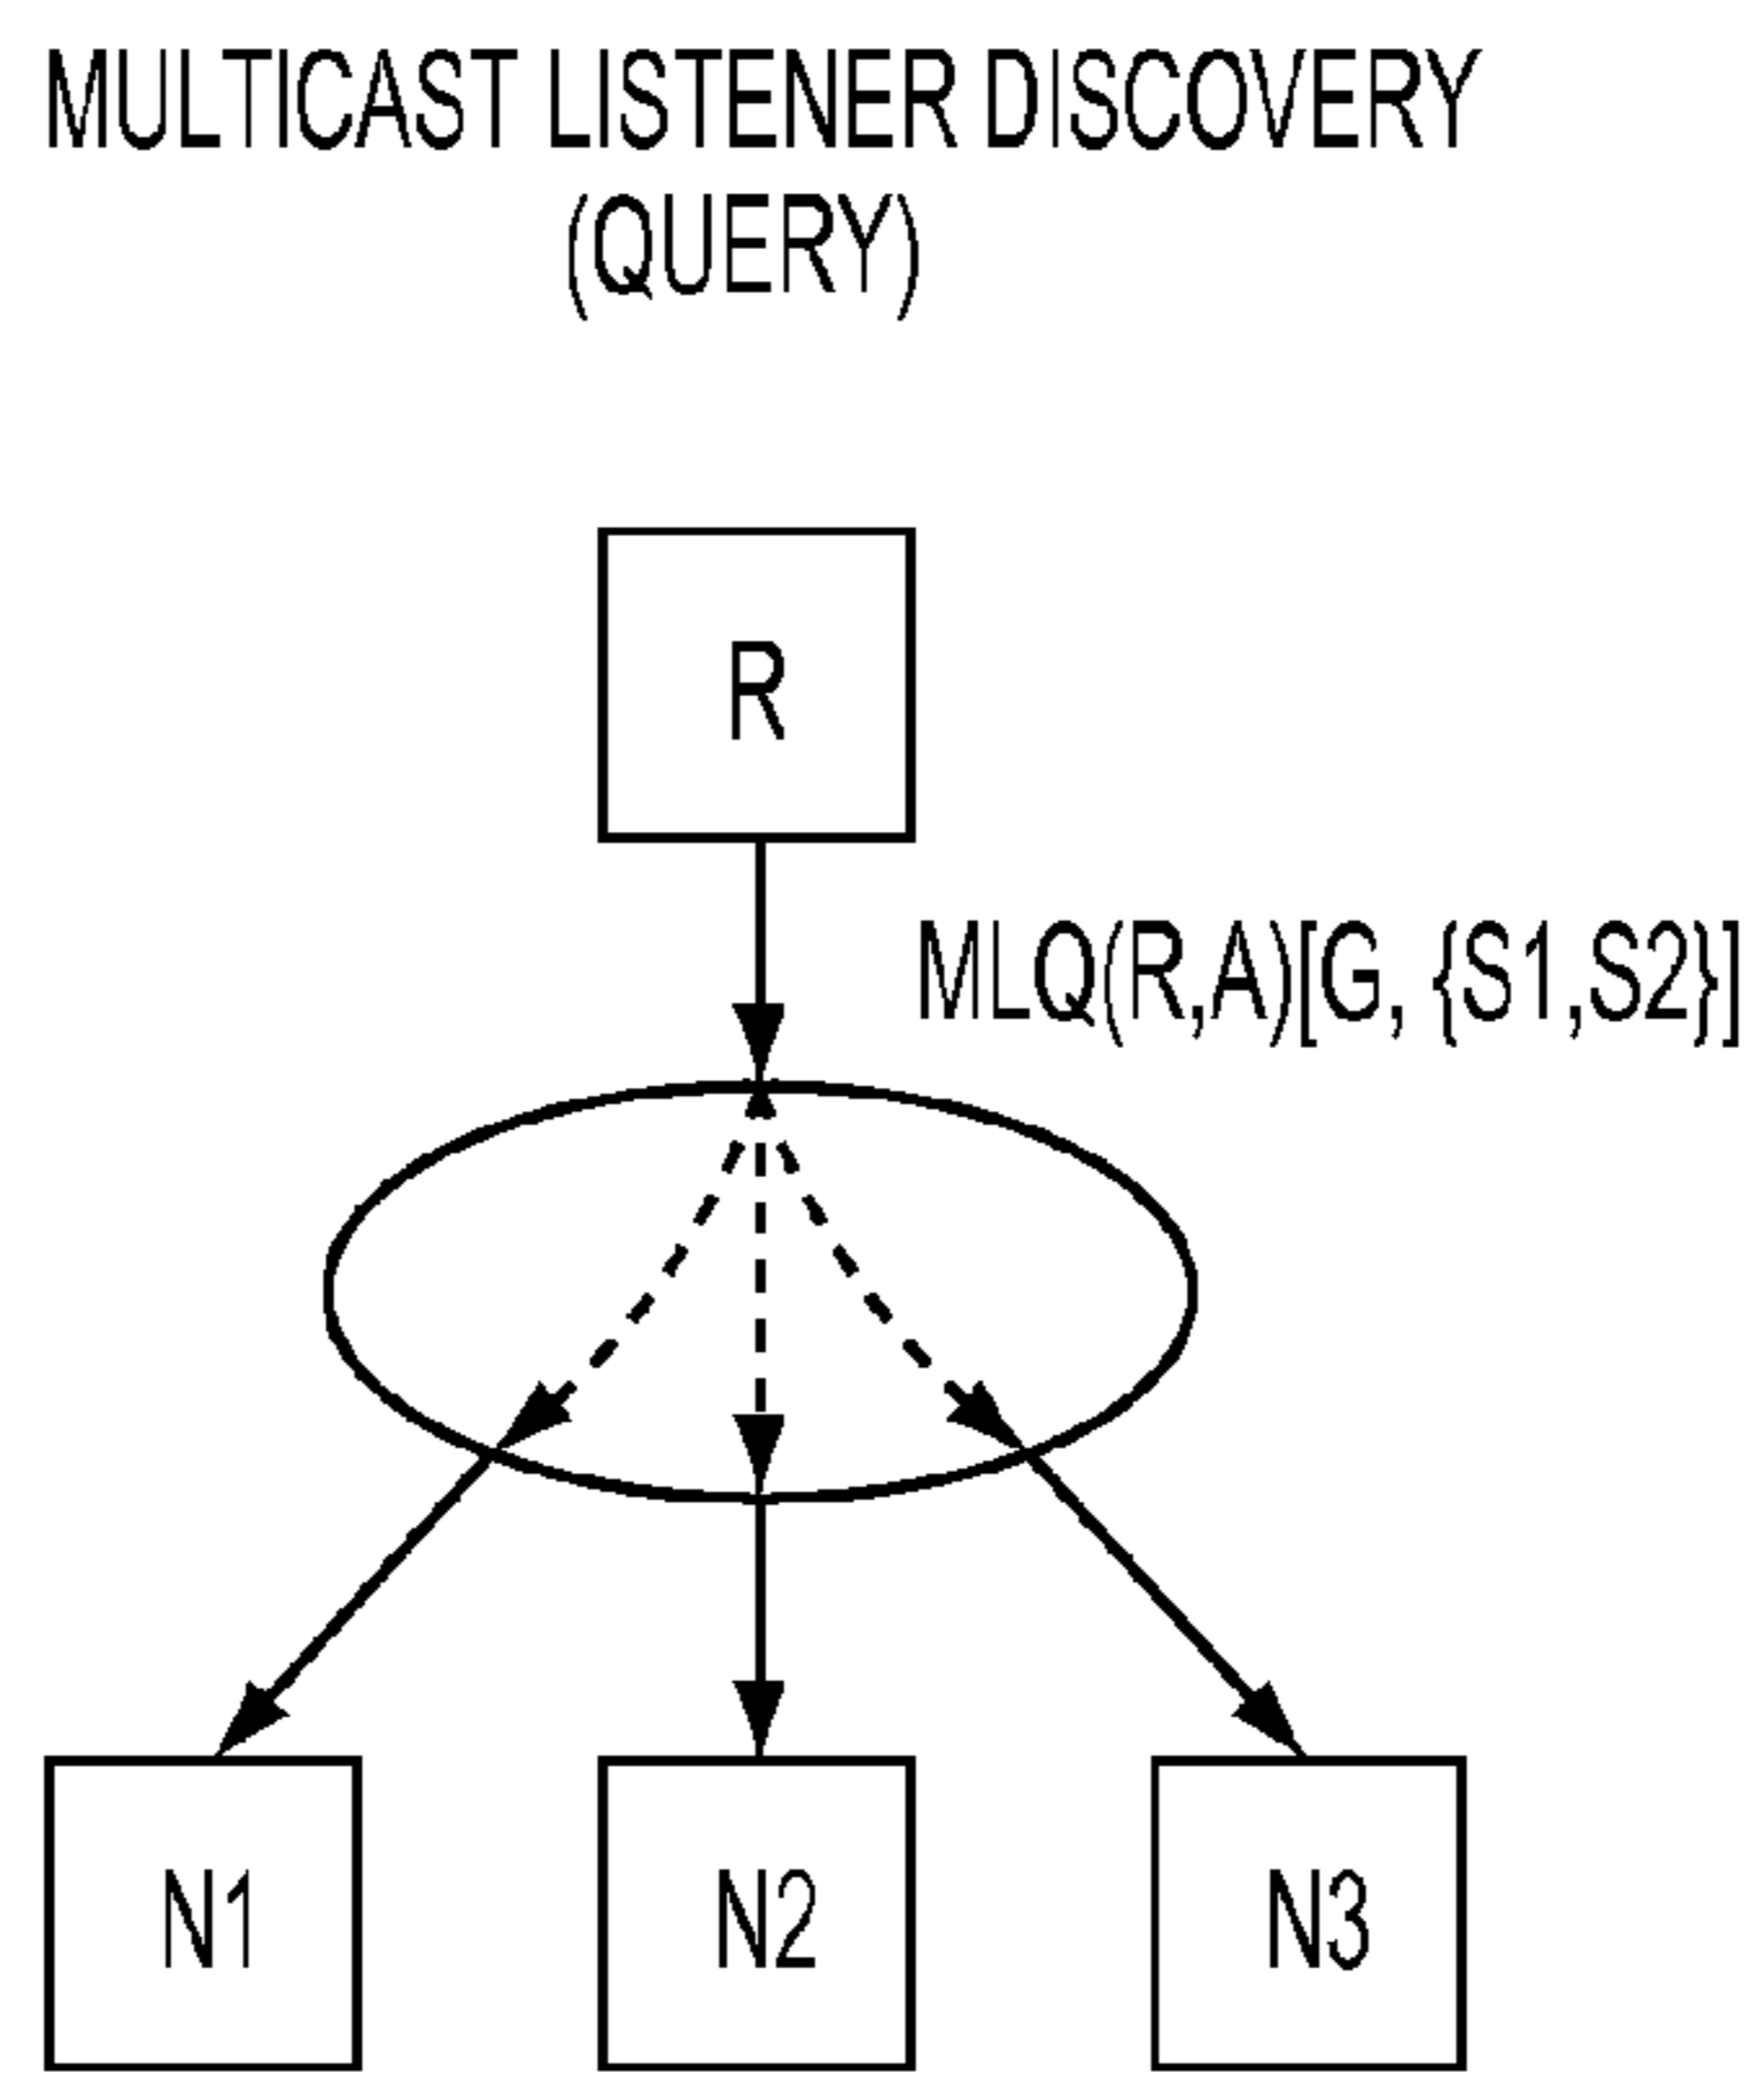 MULTICAST LISTENER DISCOVERY
(QUERY)
R
MLQ(R,A)[G, {S1,S2}]
N1
N2
N3